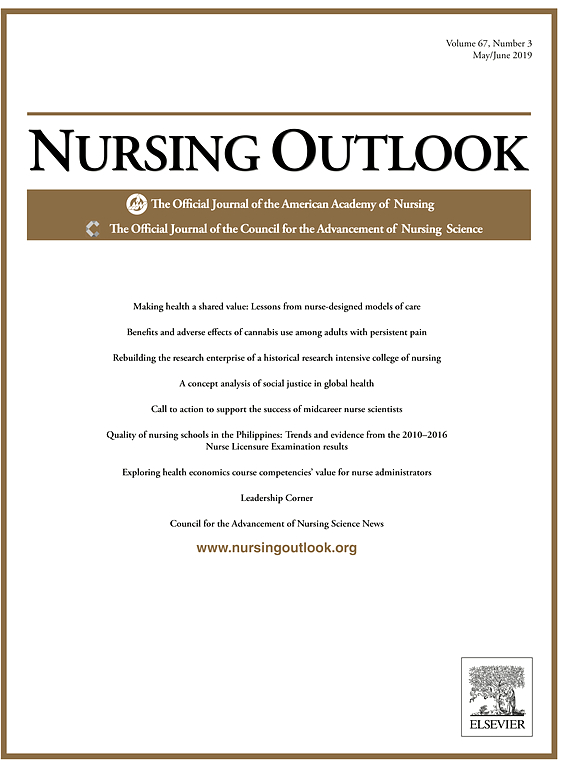 Volume 67, Number 3
May/June 2019
NURSING OUTLOOK
The Official Journal of the American Academy of Nursing
The Official Journal of the Council for the Advancement of Nursing Science
Making health a shared value: Lessons from nurse-designed models of care
Benefits and adverse effects of cannabis use among adults with persistent pain
Rebuilding the research enterprise of a historical research intensive college of nursing
A concept analysis of social justice in global health
Call to action to support the success of midcareer nurse scientists
Quality of nursing schools in the Philippines: Trends and evidence from the 2010–2016
Nurse Licensure Examination results
Exploring health economics course competencies' value for nurse administrators
Leadership Corner
Council for the Advancement of Nursing Science News
www.nursingoutlook.org
ELSEVIER